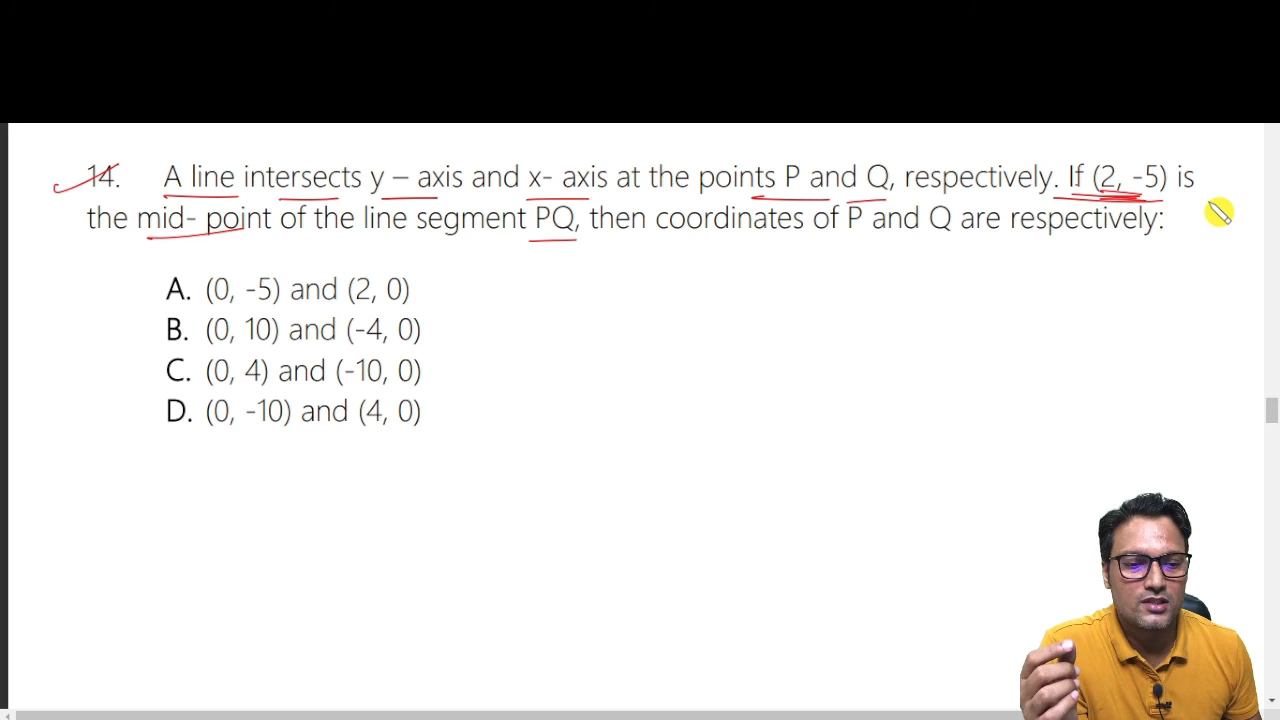 14. A line intersects y – axis and x- axis at the points P and Q, respectively. If (2, -5) is
the mid- point of the line segment PQ, then coordinates of P and Q are respectively:
A. (0, -5) and (2, 0)
B. (0, 10) and (-4, 0)
C. (0, 4) and (-10, 0)
D. (0, -10) and (4, 0)